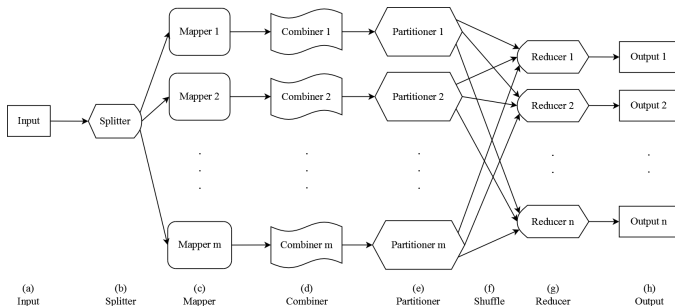 Mapper 1
Combiner 1
Partitioner 1
Reducer 1
Output 1
Mapper 2
Combiner 2
Partitioner 2
Reducer 2
Output 2
Input
Splitter
Mapper m
Combiner m
Partitioner m
Reducer n
Output n
(a)
(b)
(c)
(d)
(e)
(f)
(g)
(h)
Input
Splitter
Mapper
Combiner
Partitioner
Shuffle
Reducer
Output